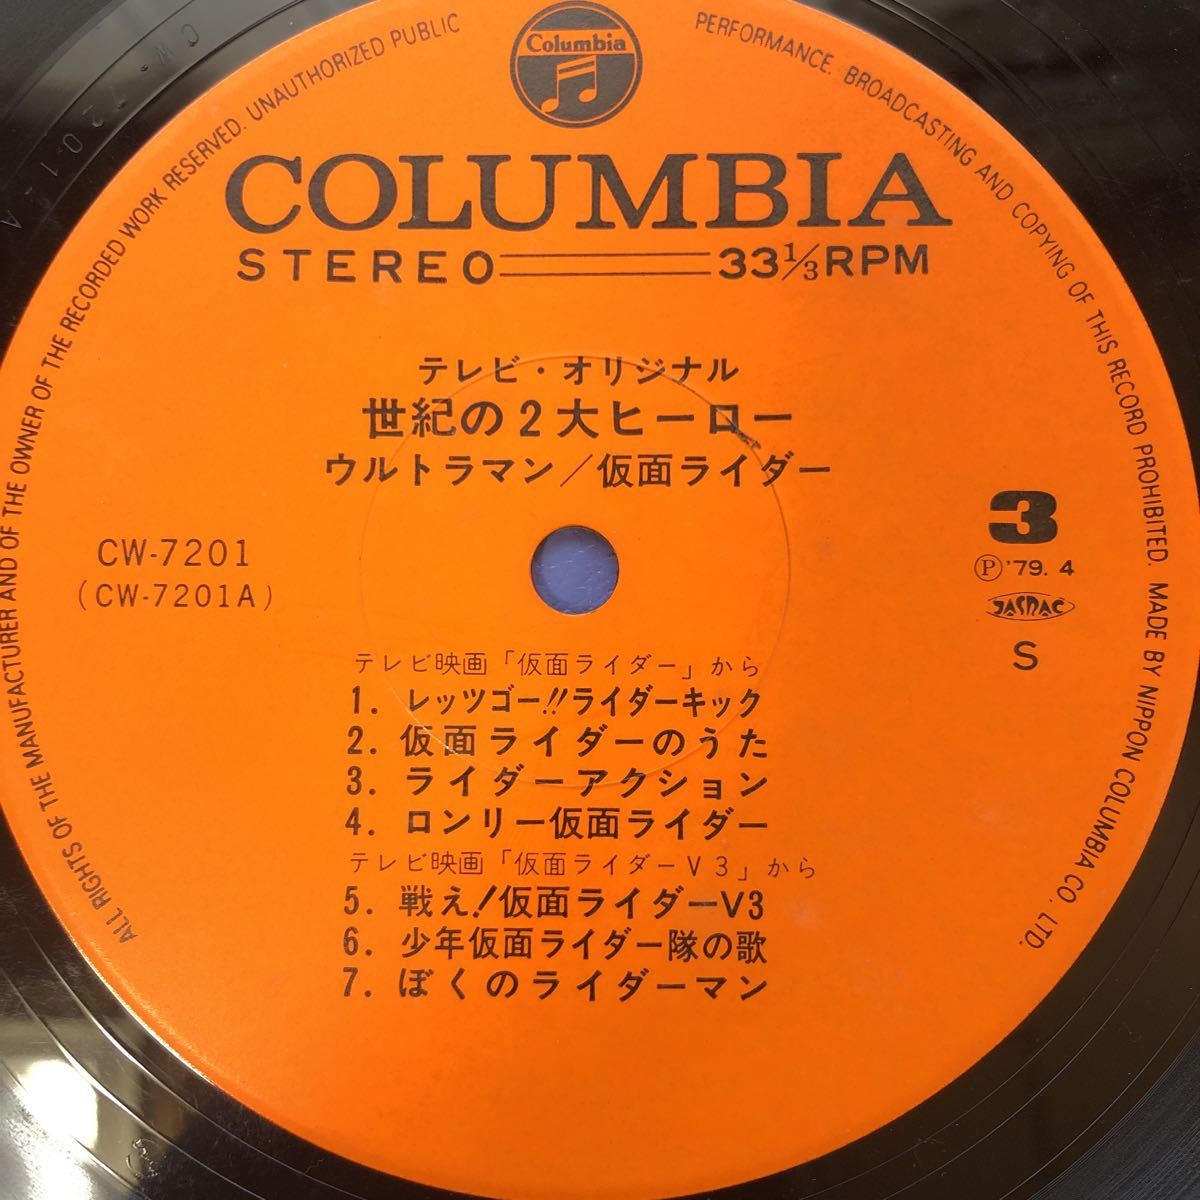 ALL RIGHTS OF THE MANUFACTURER AND OF THE OWNER OF THE RECORDED WORK RESERVED. UNAUTHORIZED PUBLIC PERFORMANCE. BROADCASTING AND COPYING OF THIS RECORD PROHIBITED. MADE BY NIPPON COLUMBIA CO., LTD.
Columbia
COLUMBIA
STEREO 33⅓RPM
テレビ・オリジナル
世紀の2大ヒーロー
ウルトラマン/仮面ライダー
3
CW-7201
Ⓟ'79. 4
(CW-7201A)
JASRAC
S
テレビ映画「仮面ライダー」から
1. レッツゴー!!ライダーキック
2. 仮面ライダーのうた
3. ライダーアクション
4. ロンリー仮面ライダー
テレビ映画「仮面ライダーV3」から
5. 戦え!仮面ライダーV3
6. 少年仮面ライダー隊の歌
7. ぼくのライダーマン